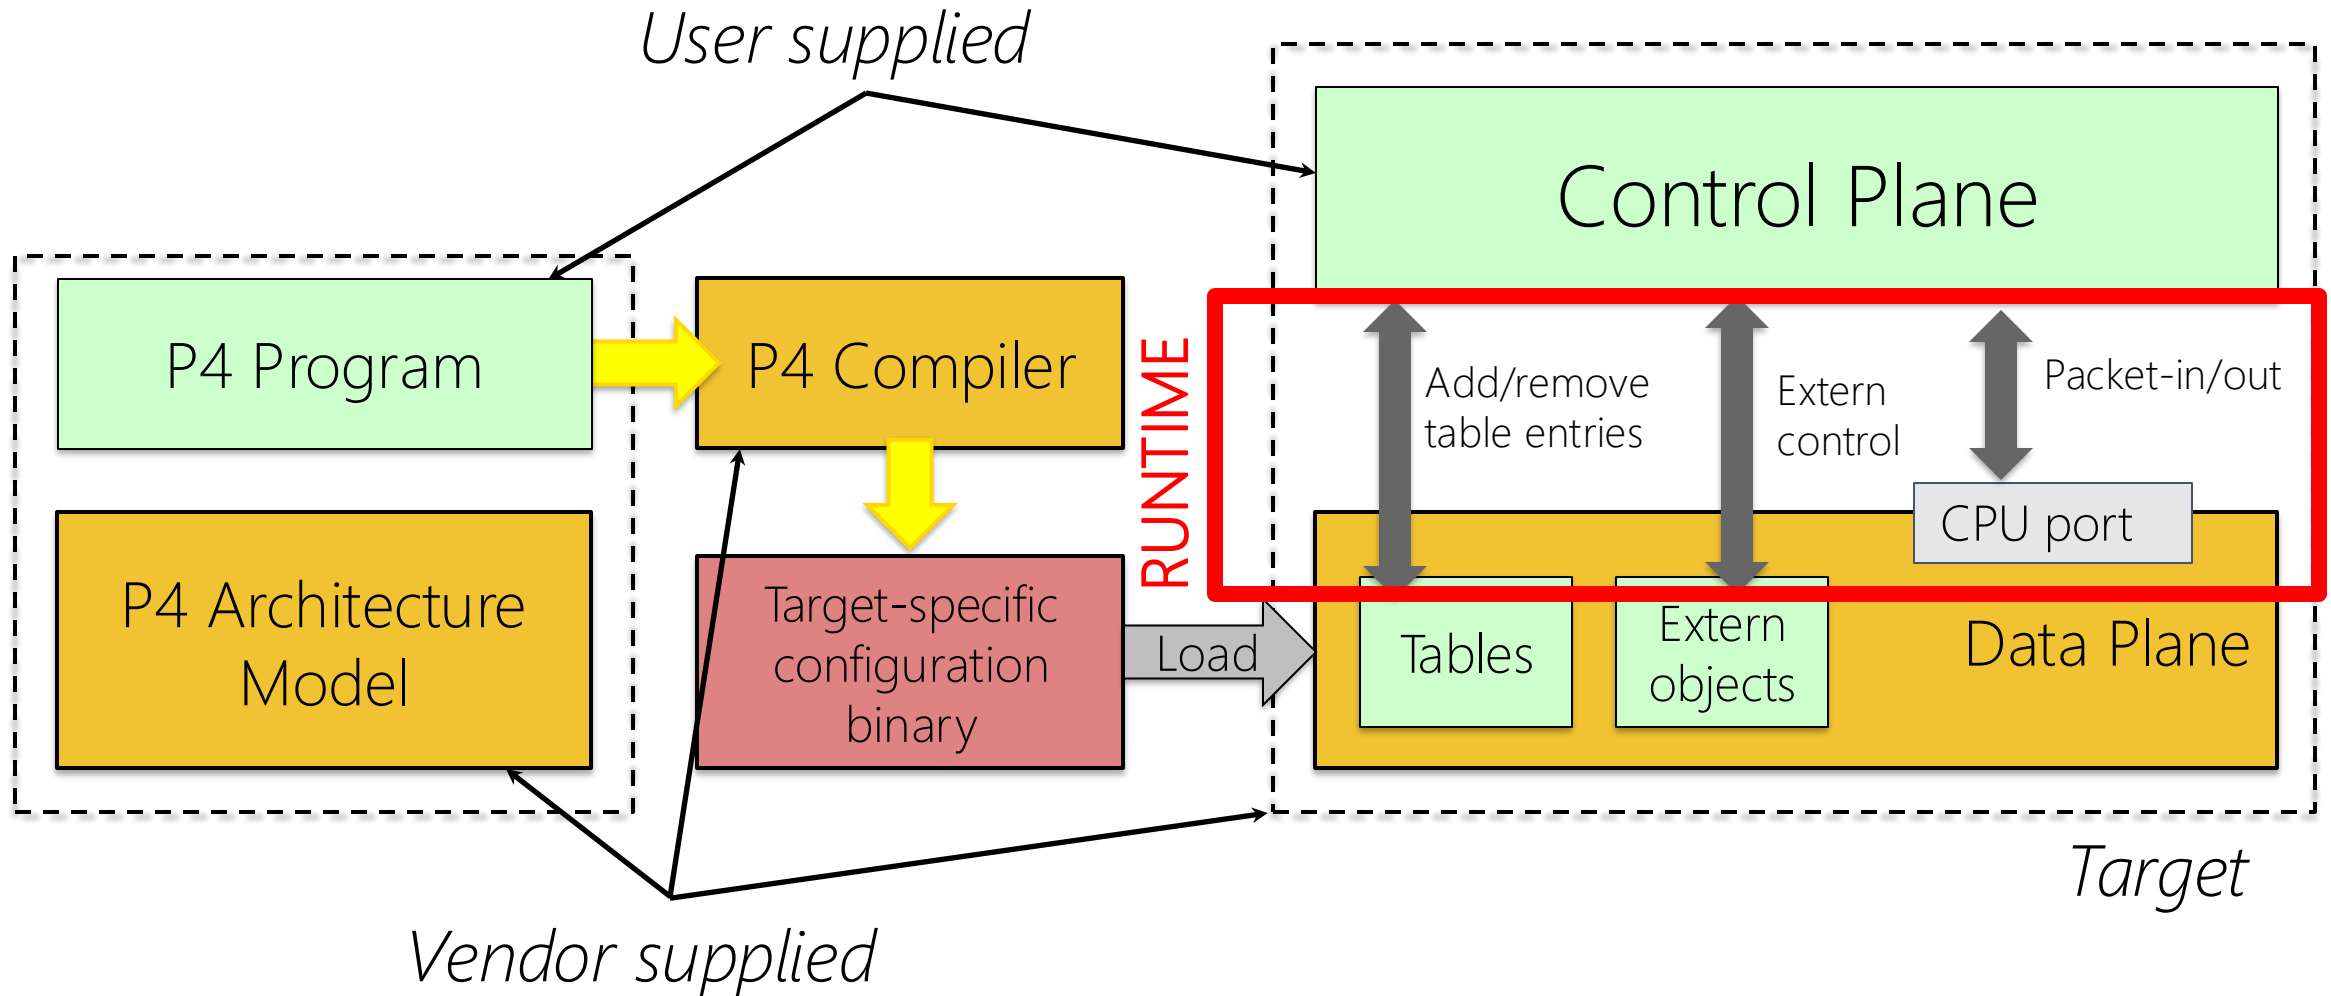 User supplied
Control Plane
P4 Program
P4 Compiler
P4 Architecture
Model
Target-specific
configuration
binary
Load
RUNTIME
Add/remove
table entries
Extern
control
Packet-in/out
CPU port
Tables
Extern
objects
Data Plane
Target
Vendor supplied